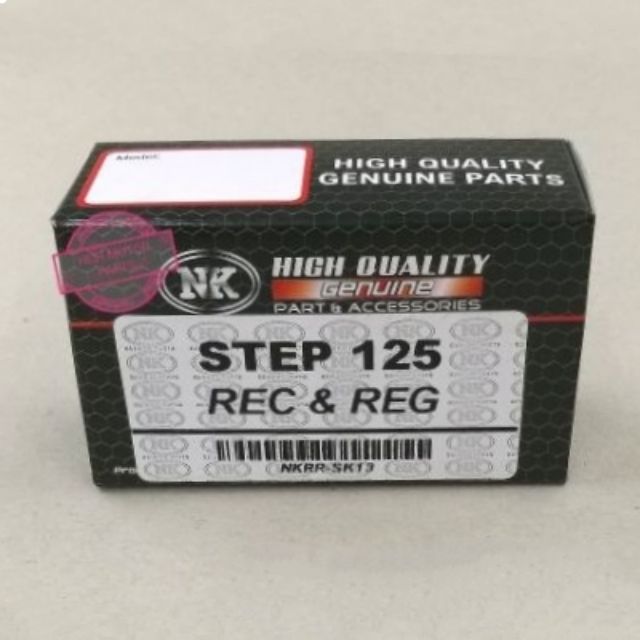 Model:
HIGH QUALITY
GENUINE PARTS
NK
HIGH QUALITY
Genuine
PART & ACCESSORIES
STEP 125
REC & REG
NKRR-SK13